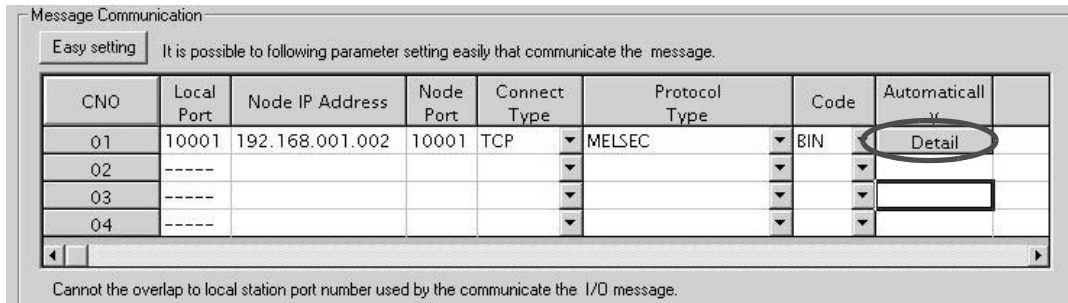 Message Communication
Easy setting It is possible to following parameter setting easily that communicate the message.
CNO Local Port Node IP Address Node Port Connect Type Protocol Type Code Automaticall y
01 10001 192.168.001.002 10001 TCP MELSEC BIN Detail
02 -----
03 -----
04 -----
Cannot the overlap to local station port number used by the communicate the I/O message.